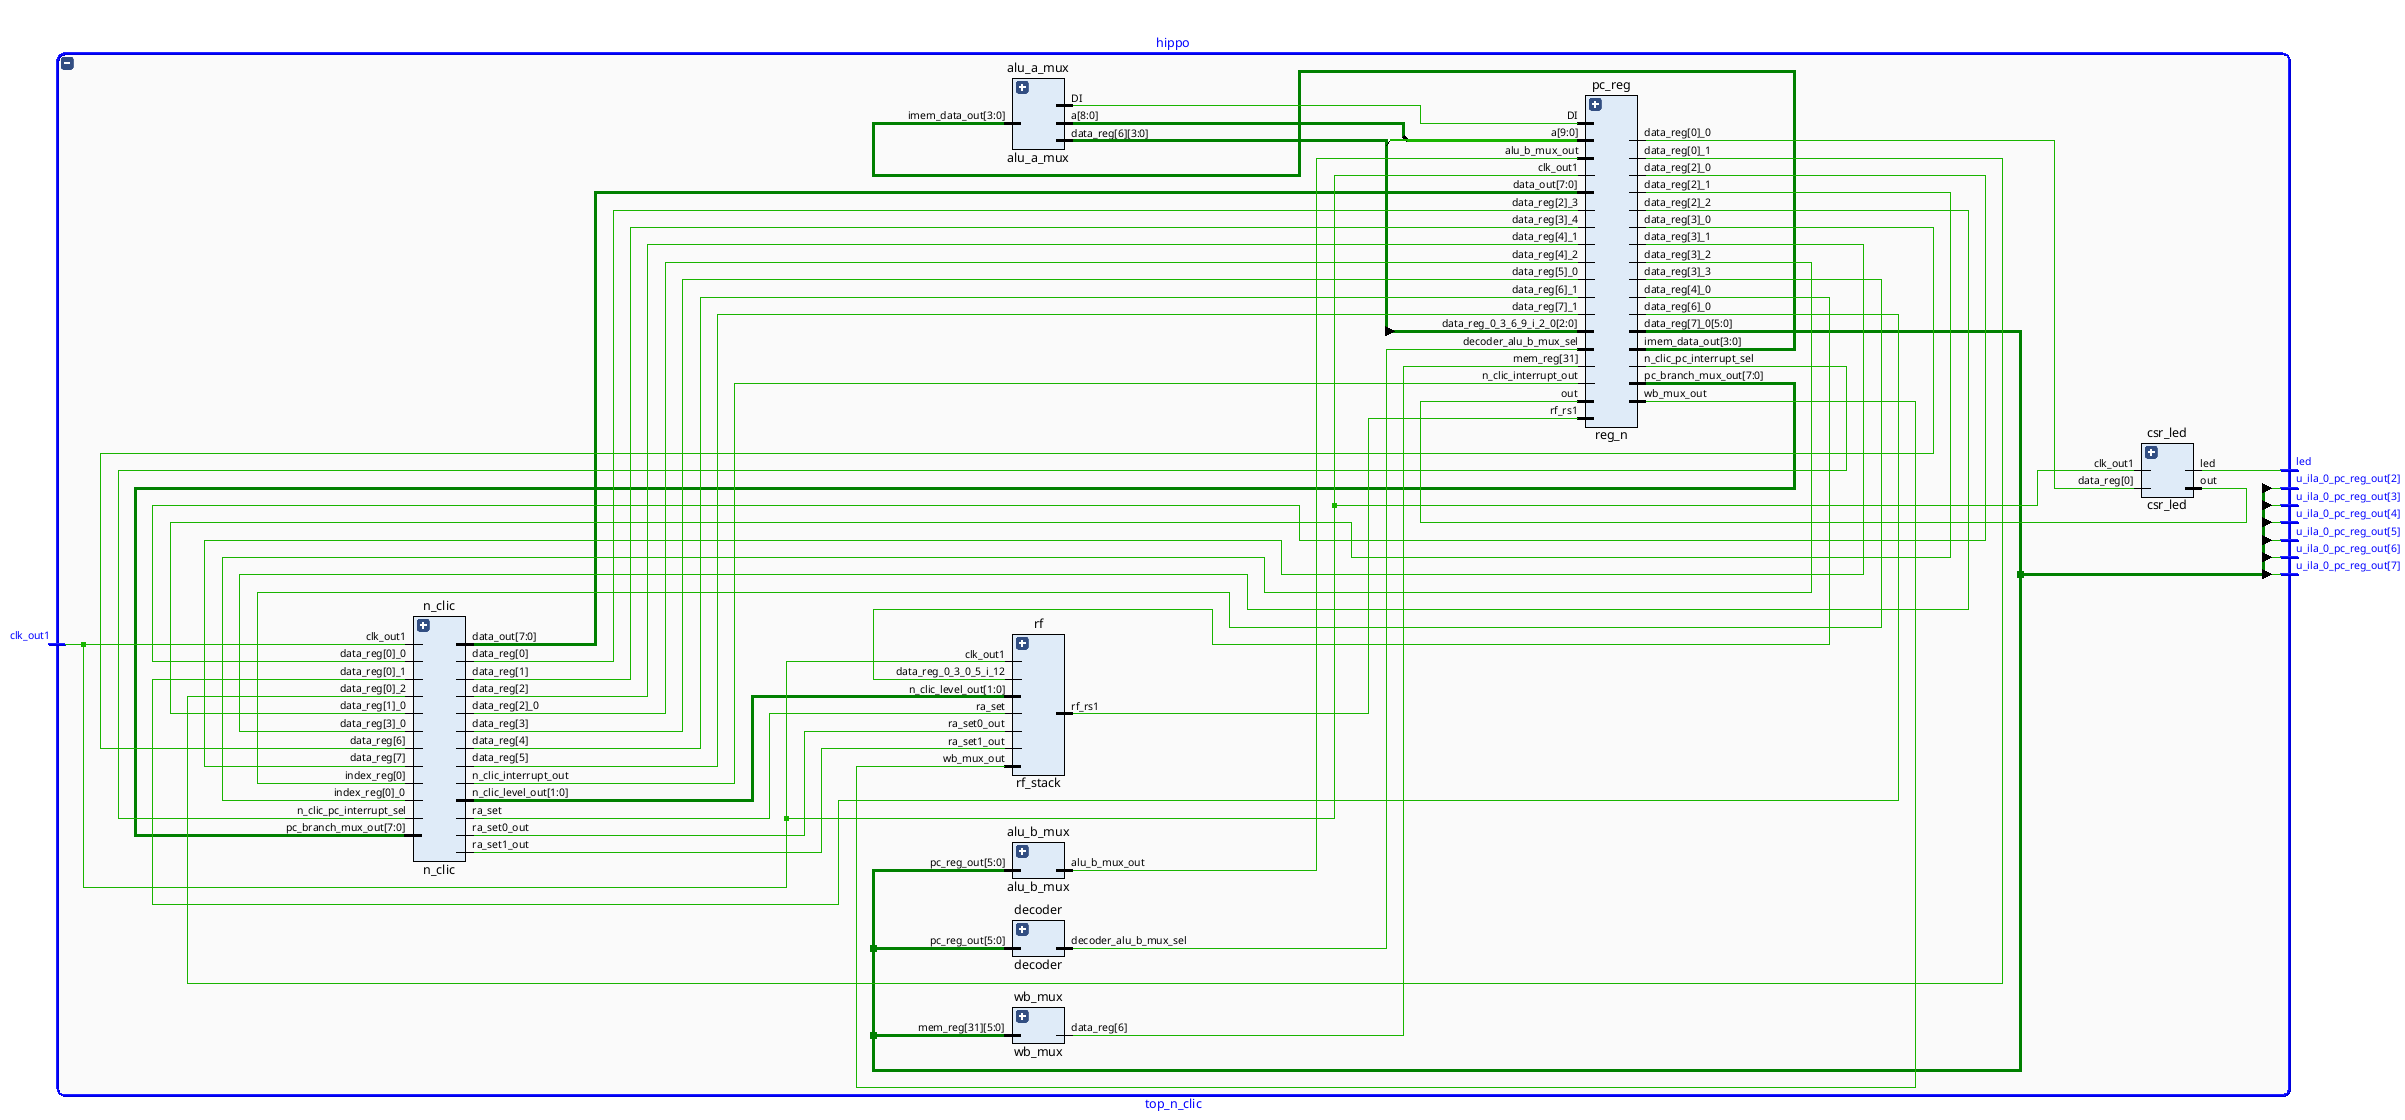 hippo
alu_a_mux
imem_data_out[3:0]
DI
a[8:0]
data_reg[6][3:0]
alu_a_mux
pc_reg
DI
a[9:0]
alu_b_mux_out
clk_out1
data_out[7:0]
data_reg[2]_3
data_reg[3]_4
data_reg[4]_1
data_reg[4]_2
data_reg[5]_0
data_reg[6]_1
data_reg[7]_1
data_reg_0_3_6_9_i_2_0[2:0]
decoder_alu_b_mux_sel
mem_reg[31]
n_clic_interrupt_out
out
rf_rs1
data_reg[0]_0
data_reg[0]_1
data_reg[2]_0
data_reg[2]_1
data_reg[2]_2
data_reg[3]_0
data_reg[3]_1
data_reg[3]_2
data_reg[3]_3
data_reg[4]_0
data_reg[6]_0
data_reg[7]_0[5:0]
imem_data_out[3:0]
n_clic_pc_interrupt_sel
pc_branch_mux_out[7:0]
wb_mux_out
reg_n
csr_led
clk_out1
data_reg[0]
led
out
csr_led
led
u_ila_0_pc_reg_out[2]
u_ila_0_pc_reg_out[3]
u_ila_0_pc_reg_out[4]
u_ila_0_pc_reg_out[5]
u_ila_0_pc_reg_out[6]
u_ila_0_pc_reg_out[7]
clk_out1
n_clic
clk_out1
data_reg[0]_0
data_reg[0]_1
data_reg[0]_2
data_reg[1]_0
data_reg[3]_0
data_reg[6]
data_reg[7]
index_reg[0]
index_reg[0]_0
n_clic_pc_interrupt_sel
pc_branch_mux_out[7:0]
data_out[7:0]
data_reg[0]
data_reg[1]
data_reg[2]
data_reg[2]_0
data_reg[3]
data_reg[4]
data_reg[5]
n_clic_interrupt_out
n_clic_level_out[1:0]
ra_set
ra_set0_out
ra_set1_out
n_clic
rf
clk_out1
data_reg_0_3_0_5_i_12
n_clic_level_out[1:0]
ra_set
ra_set0_out
ra_set1_out
wb_mux_out
rf_rs1
rf_stack
alu_b_mux
pc_reg_out[5:0]
alu_b_mux_out
alu_b_mux
decoder
pc_reg_out[5:0]
decoder_alu_b_mux_sel
decoder
wb_mux
mem_reg[31][5:0]
data_reg[6]
wb_mux
top_n_clic